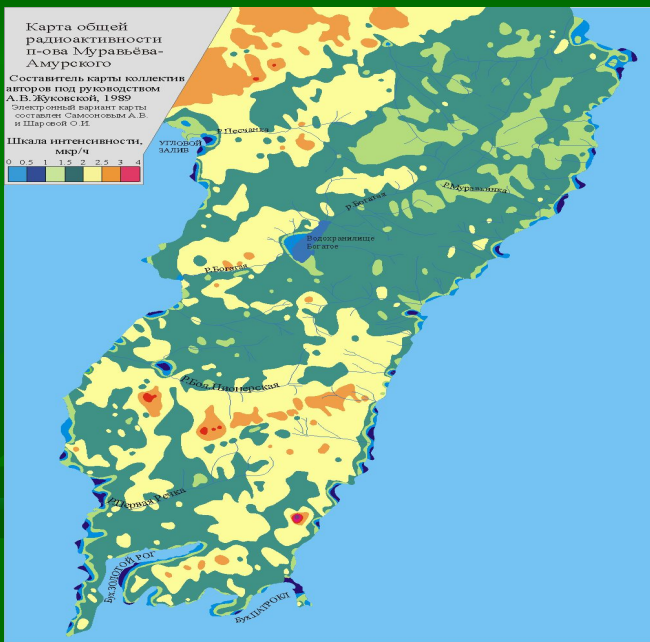 Карта общей
радиоактивности
п-ова Муравьёва-
Амурского
Составитель карты коллектив
авторов под руководством
А.В.Жуковской, 1989
Электронный вариант карты
составлен Самсоновым А.В.
и Шаровой О.И.
Шкала интенсивности,
мкр/ч
0 0.5 1 1.5 2 2.5 3 4
Р.Песчанка
УГЛОВОЙ
ЗАЛИВ
р.Богатая
Р.Муравьинка
Водохранилище
Богатое
Р.Богатая
Р.Бол.Пионерская
Р.Первая Речка
Бух.ЗОЛОТОЙ РОГ
Бух.ПАТРОКЛ